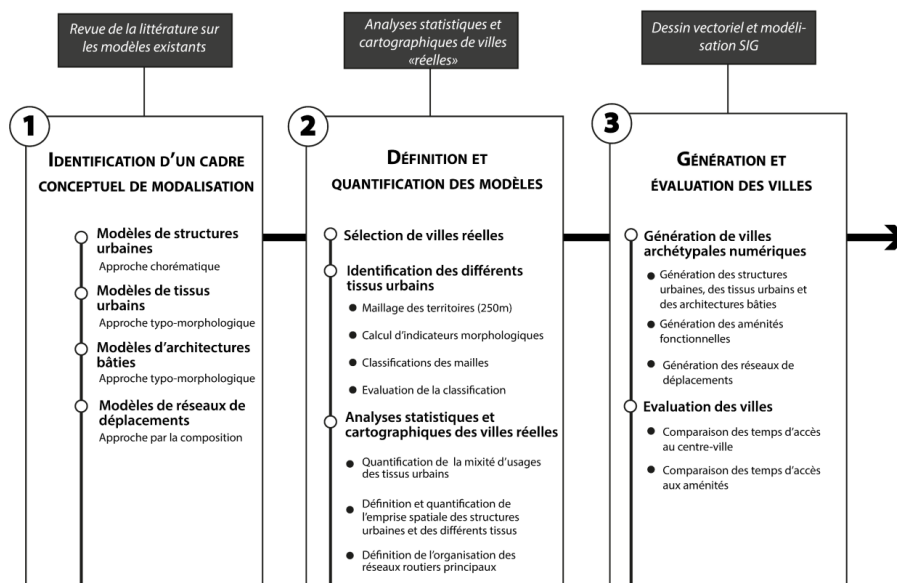 Revue de la littérature sur
les modèles existants
1
IDENTIFICATION D'UN CADRE
CONCEPTUEL DE MODALISATION
Modèles de structures
urbaines
Approche chorématique
Modèles de tissus
urbains
Approche typo-morphologique
Modèles d'architectures
bâties
Approche typo-morphologique
Modèles de réseaux de
déplacements
Approche par la composition
Analyses statistiques et
cartographiques de villes
«réelles»
2
DÉFINITION ET
QUANTIFICATION DES MODÈLES
Sélection de villes réelles
Identification des différents
tissus urbains
Maillage des territoires (250m)
Calcul d'indicateurs morphologiques
Classifications des mailles
Evaluation de la classification
Analyses statistiques et
cartographiques des villes réelles
Quantification de la mixité d'usages
des tissus urbains
Définition et quantification de
l'emprise spatiale des structures
urbaines et des différents tissus
Définition de l'organisation des
réseaux routiers principaux
Dessin vectoriel et modéli-
sation SIG
3
GÉNÉRATION ET
ÉVALUATION DES VILLES
Génération de villes
archétypales numériques
Génération des structures
urbaines, des tissus urbains et
des architectures bâties
Génération des aménités
fonctionnelles
Génération des réseaux de
déplacements
Evaluation des villes
Comparaison des temps d'accès
au centre-ville
Comparaison des temps d'accès
aux aménités